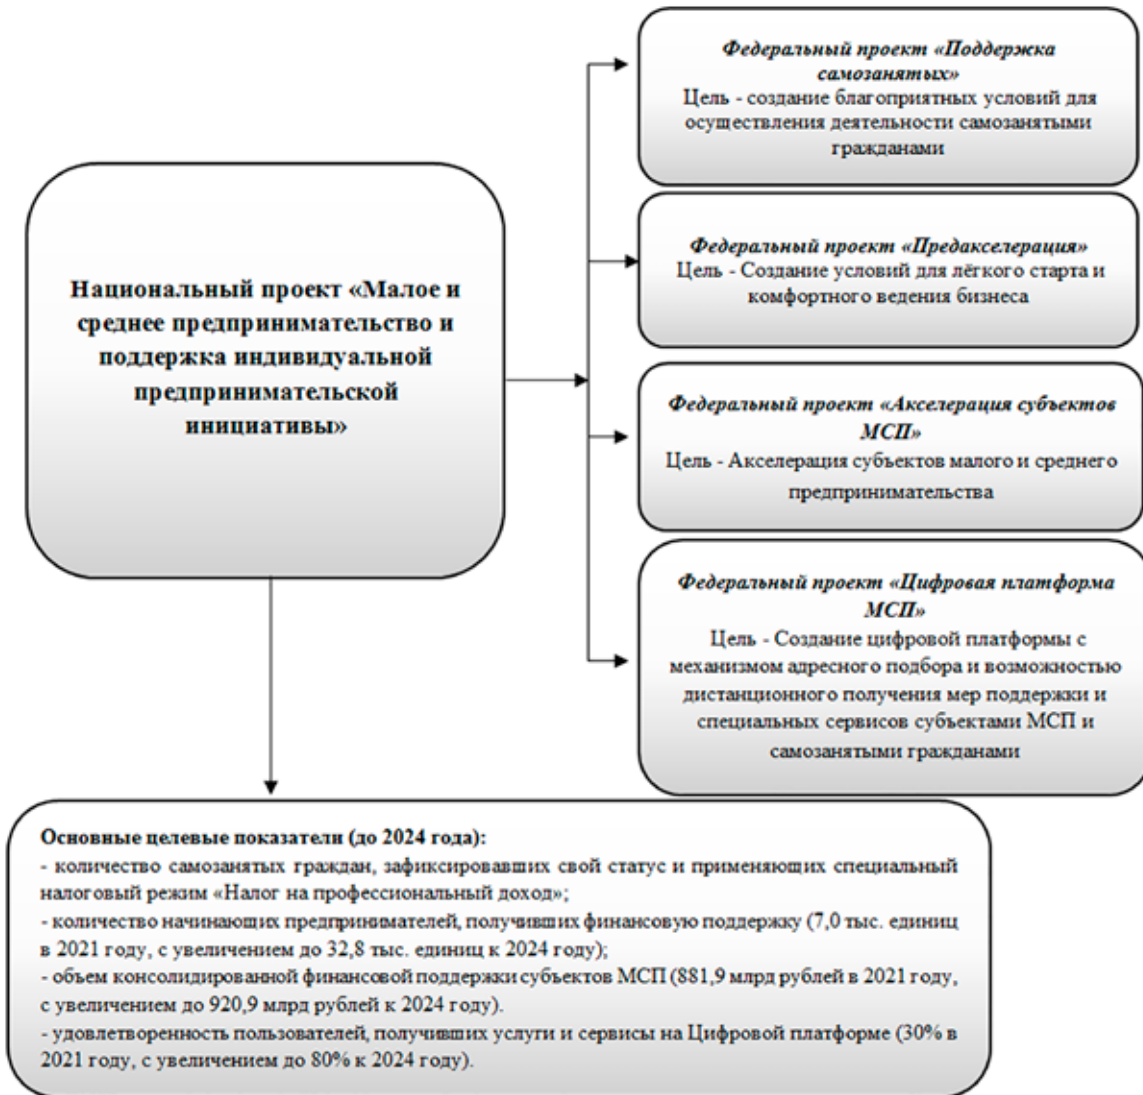 Национальный проект «Малое и
среднее предпринимательство и
поддержка индивидуальной
предпринимательской
инициативы»
Федеральный проект «Поддержка
самозанятых»
Цель - создание благоприятных условий для
осуществления деятельности самозанятыми
гражданами
Федеральный проект «Предакселерация»
Цель - Создание условий для лёгкого старта и
комфортного ведения бизнеса
Федеральный проект «Акселерация субъектов
МСП»
Цель - Акселерация субъектов малого и среднего
предпринимательства
Федеральный проект «Цифровая платформа
МСП»
Цель - Создание цифровой платформы с
механизмом адресного подбора и возможностью
дистанционного получения мер поддержки и
специальных сервисов субъектами МСП и
самозанятыми гражданами
Основные целевые показатели (до 2024 года):
- количество самозанятых граждан, зафиксировавших свой статус и применяющих специальный
налоговый режим «Налог на профессиональный доход»;
- количество начинающих предпринимателей, получивших финансовую поддержку (7,0 тыс. единиц
в 2021 году, с увеличением до 32,8 тыс. единиц к 2024 году);
- объем консолидированной финансовой поддержки субъектов МСП (881,9 млрд рублей в 2021 году,
с увеличением до 920,9 млрд рублей к 2024 году).
- удовлетворенность пользователей, получивших услуги и сервисы на Цифровой платформе (30% в
2021 году, с увеличением до 80% к 2024 году).